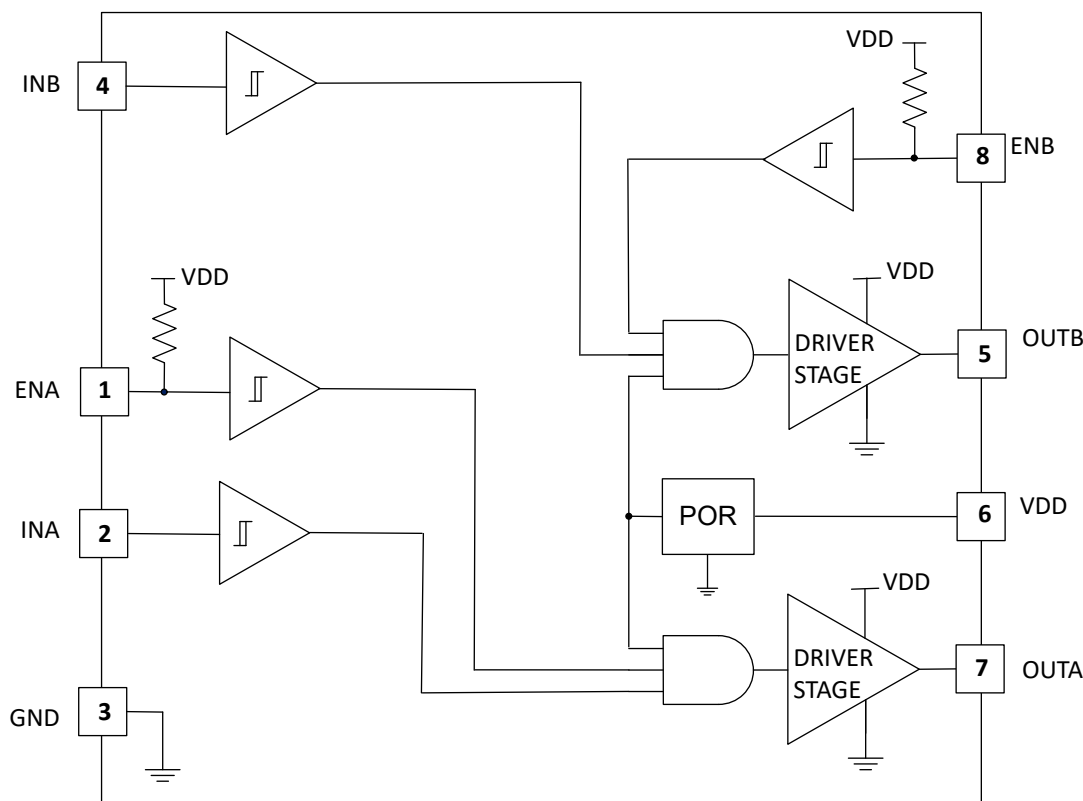 VDD
INB 4
8 ENB
VDD
VDD
DRIVER STAGE
5 OUTB
ENA 1
INA 2
POR
6 VDD
VDD
DRIVER STAGE
7 OUTA
GND 3